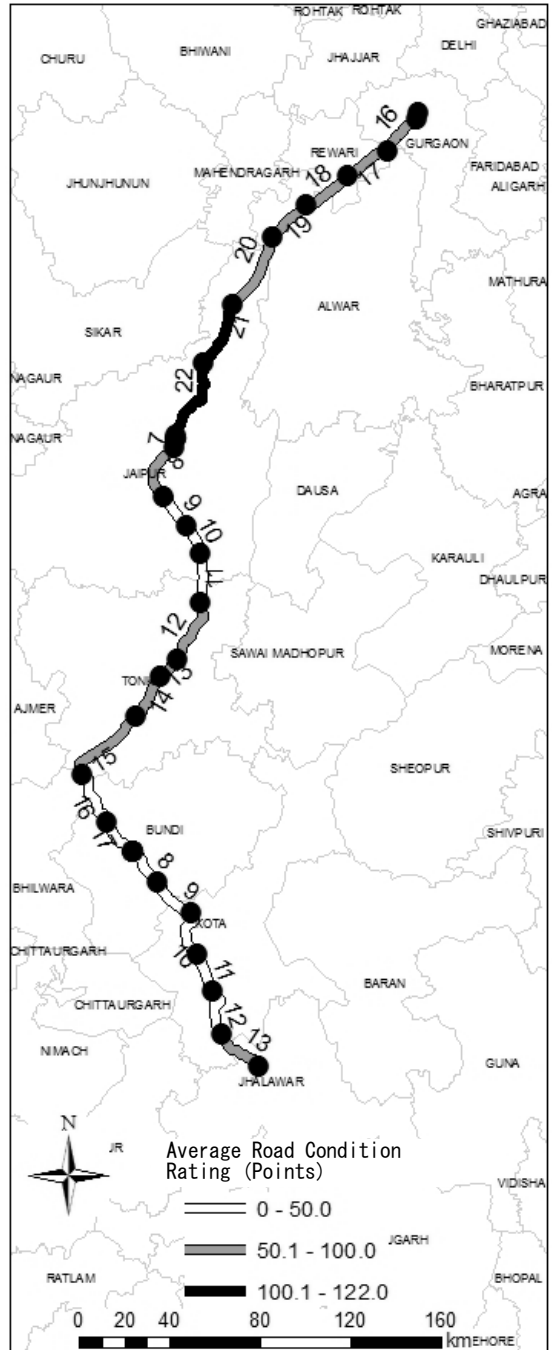 ROHTAK ROHTAK
GHAZIABAD
DELHI
BHIWANI
CHURU
JHAJJAR
16
GURGAON
REWARI
18
17
FARIDABAD
MAHENDRAGARH
JHUNJHUNUN
ALIGARH
19
20
MATHURA
ALWAR
21
SIKAR
22
NAGAUR
BHARATPUR
NAGAUR
7
8
JAIPUR
DAUSA
AGRA
9
10
KARAULI
11
DHAULPUR
12
SAWAI MADHOPUR
MORENA
13
14
AJMER
15
SHEOPUR
16
17
BUNDI
SHIVPURI
8
BHILWARA
9
KOTA
CHITTAURGARH
10
11
BARAN
CHITTAURGARH
12
13
NIMACH
GUNA
JHALAWAR
N
JR
Average Road Condition
Rating (Points)
VIDISHA
0 - 50.0
50.1 - 100.0
JGARH
RATLAM
100.1 - 122.0
BHOPAL
0 20 40 80 120 160
km
EHORE